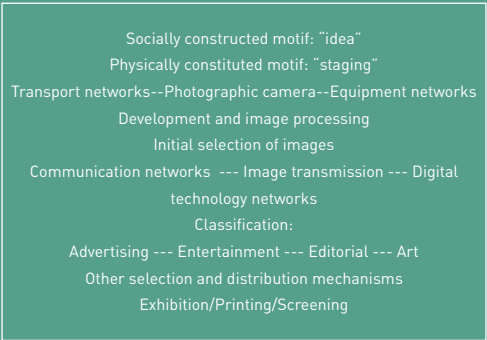 Socially constructed motif: “idea”
Physically constituted motif: “staging”
Transport networks--Photographic camera--Equipment networks
Development and image processing
Initial selection of images
Communication networks --- Image transmission --- Digital
technology networks
Classification:
Advertising --- Entertainment --- Editorial --- Art
Other selection and distribution mechanisms
Exhibition/Printing/Screening